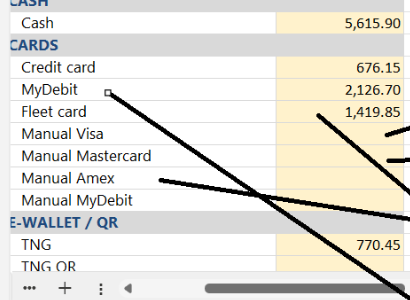 CASH
Cash 5,615.90
CARDS
Credit card 676.15
MyDebit 2,126.70
Fleet card 1,419.85
Manual Visa
Manual Mastercard
Manual Amex
Manual MyDebit
E-WALLET / QR
TNG 770.45
TNG QR